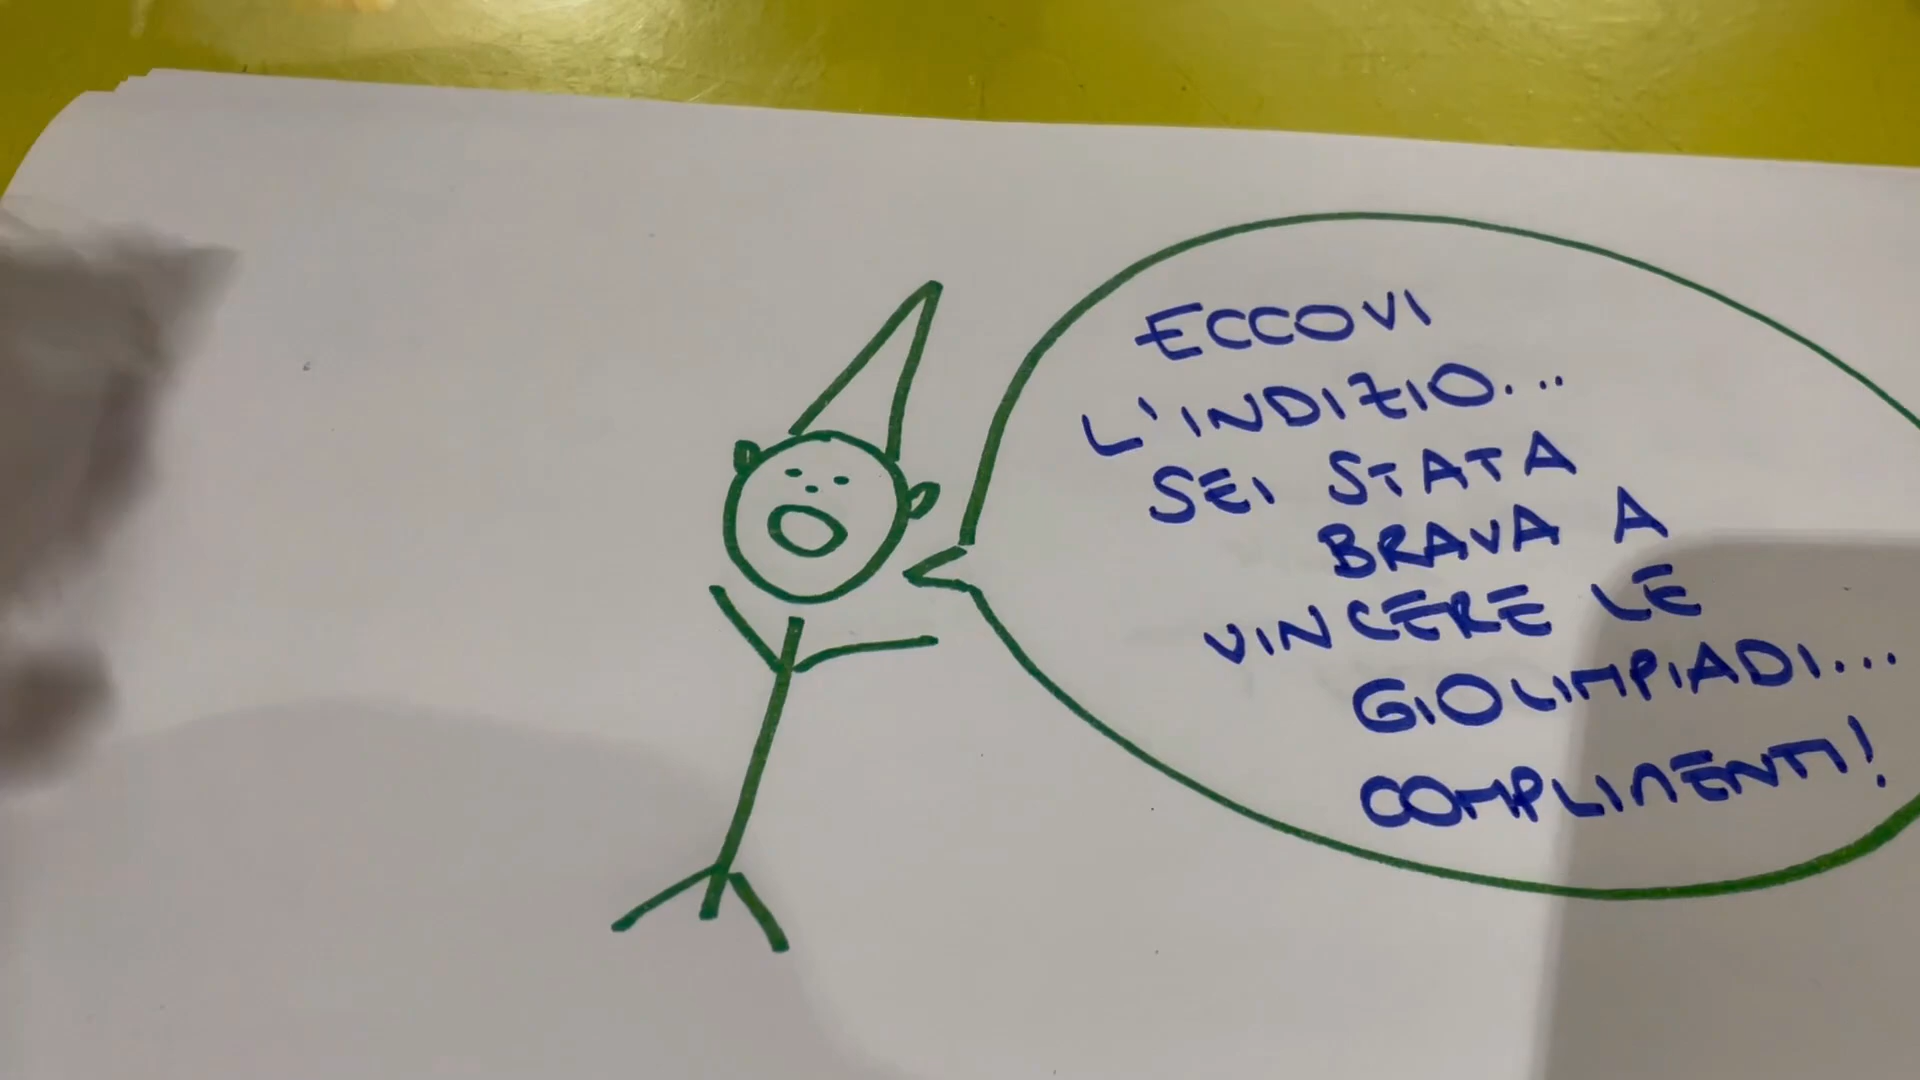 ECCOVI
L'INDIZIO...
SEI STATA
BRAVA A
VINCERE LE
GIOLIMPIADI...
COMPLIMENTI!